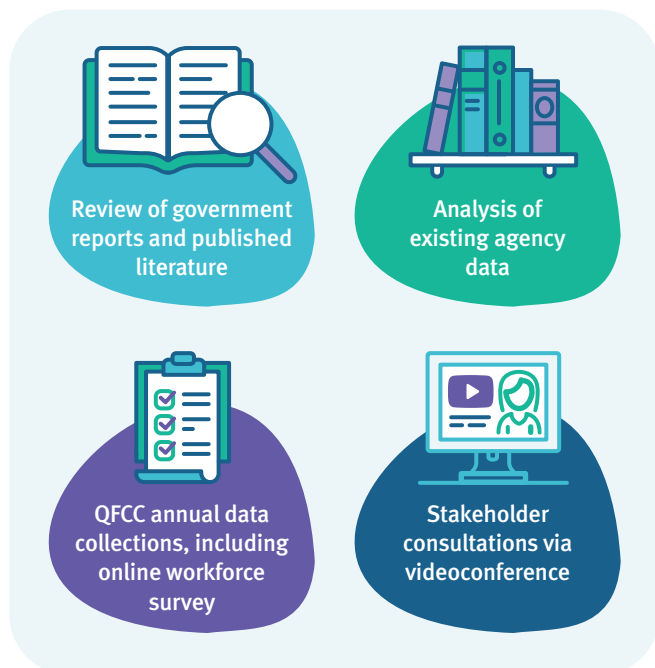 Review of government
reports and published
literature
Analysis of
existing agency
data
QFCC annual data
collections, including
online workforce
survey
Stakeholder
consultations via
videoconference